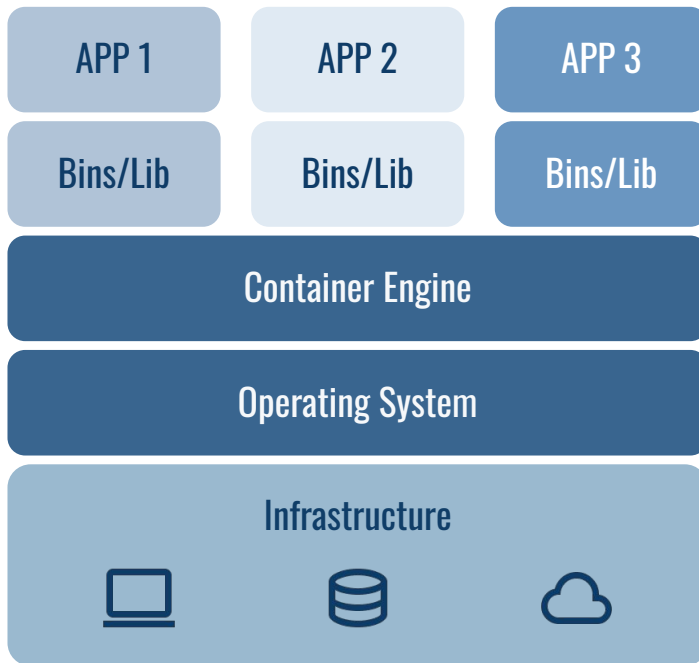 APP 1
APP 2
APP 3
Bins/Lib
Bins/Lib
Bins/Lib
Container Engine
Operating System
Infrastructure